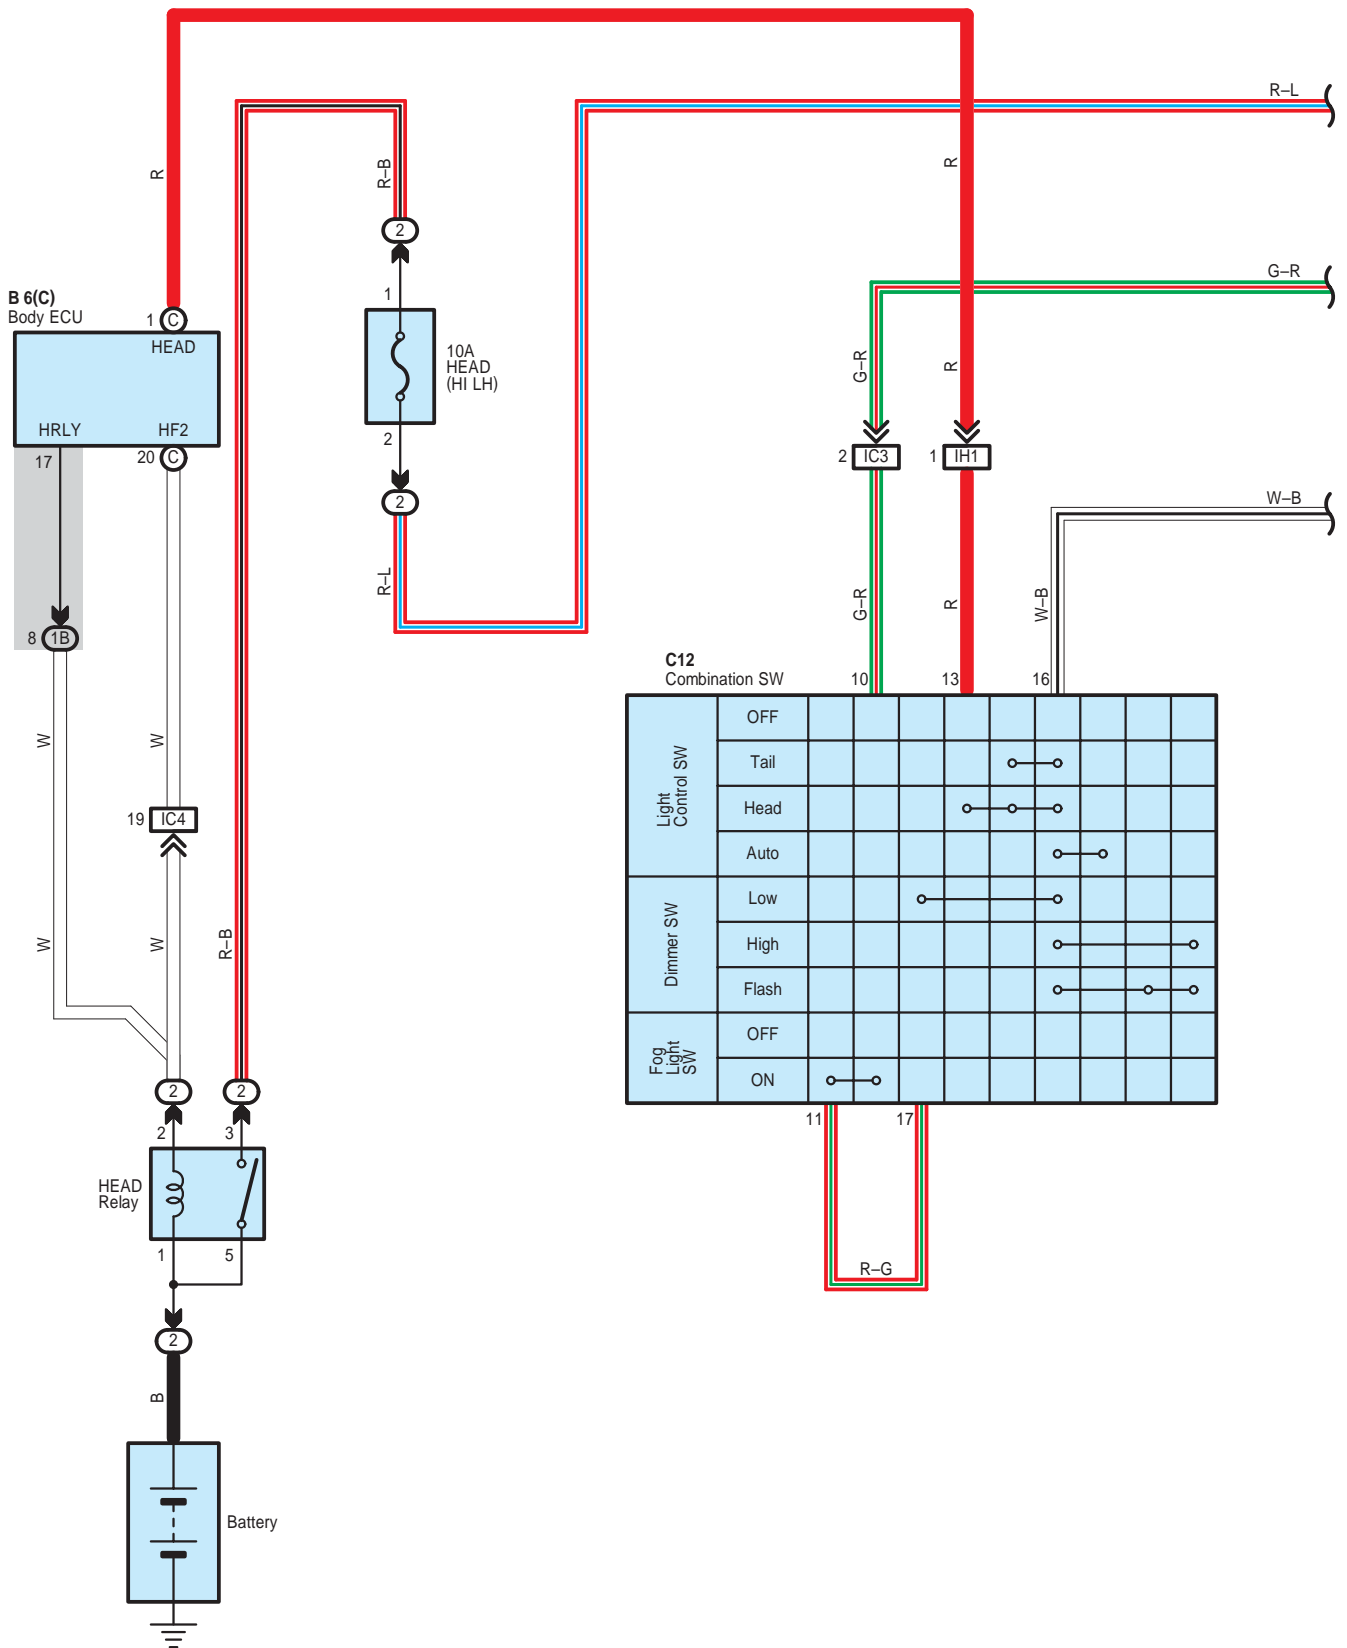 R–L
R
R–B
R
2
G–R
B 6(C)
Body ECU
1
C
HEAD
1
10A
HEAD
(HI LH)
G–R
R
HRLY
HF2
2
17
20
C
2
IC3
1
IH1
2
W–B
R–L
G–R
R
W–B
8
1B
C12
Combination SW
10
13
16
W
W
Light
Control SW
OFF
Tail
Head
Auto
19
IC4
Dimmer SW
Low
High
Flash
W
W
R–B
Fog
Light
SW
OFF
ON
2
2
11
17
2
3
HEAD
Relay
1
5
R–G
2
B
Battery